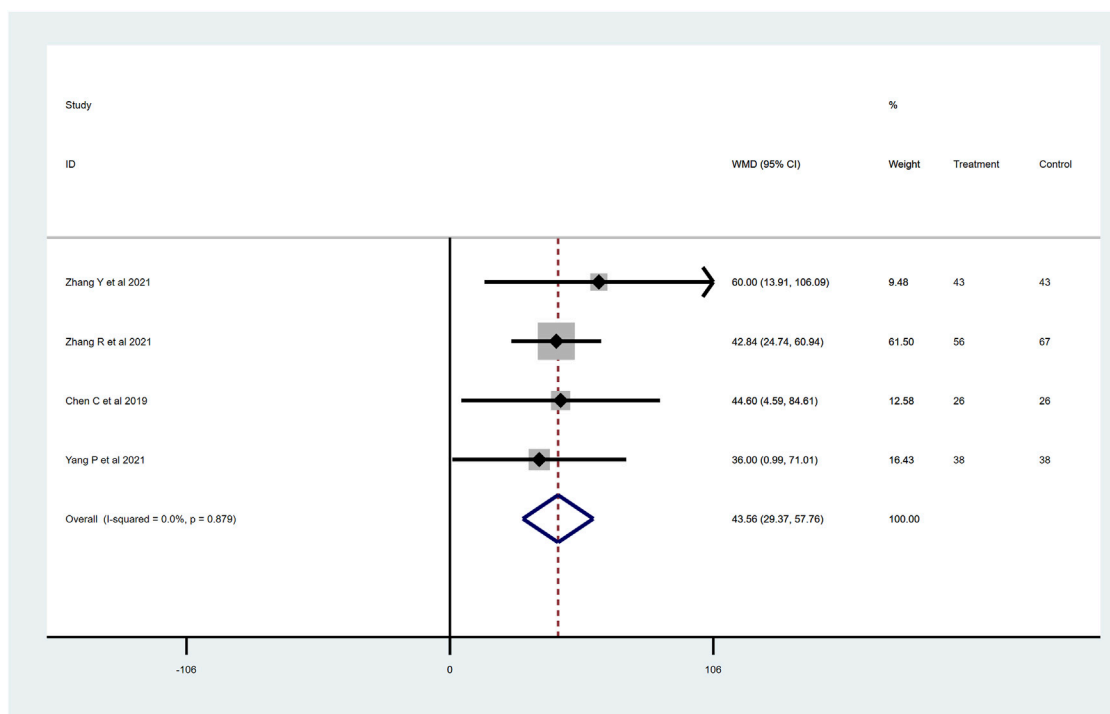 Study %
ID WMD (95% CI) Weight Treatment Control
Zhang Y et al 2021 60.00 (13.91, 106.09) 9.48 43 43
Zhang R et al 2021 42.84 (24.74, 60.94) 61.50 56 67
Chen C et al 2019 44.60 (4.59, 84.61) 12.58 26 26
Yang P et al 2021 36.00 (0.99, 71.01) 16.43 38 38
Overall (I-squared = 0.0%, p = 0.879) 43.56 (29.37, 57.76) 100.00
-106 0 106